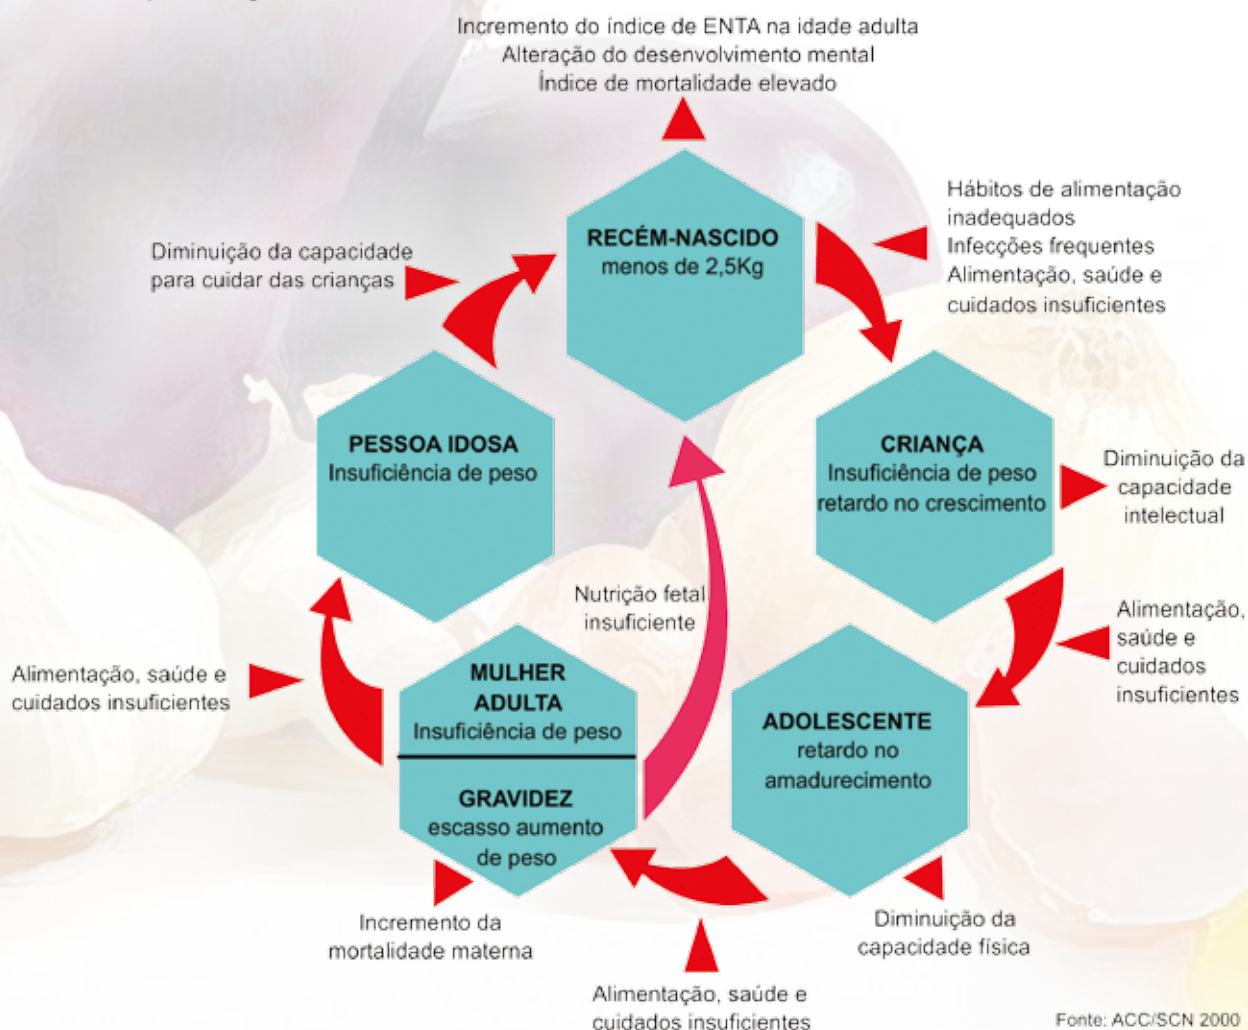 Incremento do índice de ENTA na idade adulta
Alteração do desenvolvimento mental
Índice de mortalidade elevado
RECÉM-NASCIDO
menos de 2,5Kg
Hábitos de alimentação
inadequados
Infecções frequentes
Alimentação, saúde e
cuidados insuficientes
Diminuição da capacidade
para cuidar das crianças
PESSOA IDOSA
Insuficiência de peso
CRIANÇA
Insuficiência de peso
retardo no crescimento
Diminuição da
capacidade
intelectual
Nutrição fetal
insuficiente
Alimentação,
saúde e
cuidados
insuficientes
Alimentação, saúde e
cuidados insuficientes
MULHER
ADULTA
Insuficiência de peso
GRAVIDEZ
escasso aumento
de peso
ADOLESCENTE
retardo no
amadurecimento
Incremento da
mortalidade materna
Diminuição da
capacidade física
Alimentação, saúde e
cuidados insuficientes
Fonte: ACC/SCN 2000